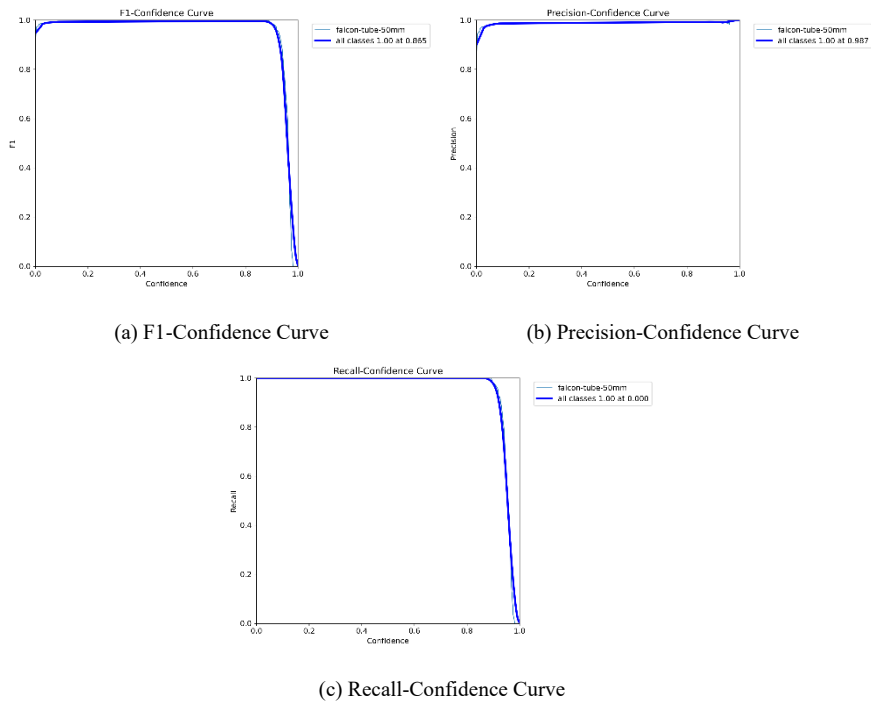 F1-Confidence Curve
1.0
0.8
0.6
0.4
0.2
0.0
F1
0.0 0.2 0.4 0.6 0.8 1.0
Confidence
falcon-tube-50mm
all classes 1.00 at 0.865
Precision-Confidence Curve
1.0
0.8
0.6
0.4
0.2
0.0
Precision
0.0 0.2 0.4 0.6 0.8 1.0
Confidence
falcon-tube-50mm
all classes 1.00 at 0.987
(a) F1-Confidence Curve
(b) Precision-Confidence Curve
Recall-Confidence Curve
1.0
0.8
0.6
0.4
0.2
0.0
Recall
0.0 0.2 0.4 0.6 0.8 1.0
Confidence
falcon-tube-50mm
all classes 1.00 at 0.000
(c) Recall-Confidence Curve